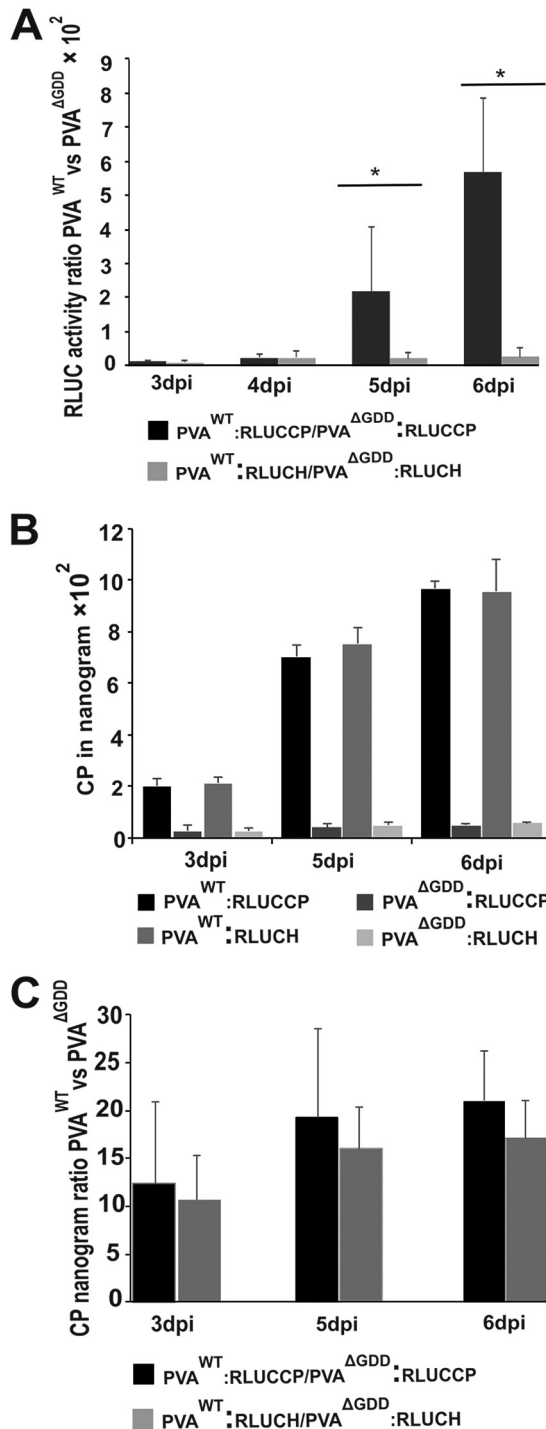 A
RLUC activity ratio PVA^WT vs PVA^ΔGDD × 10^2
9
8
7
6
5
4
3
2
1
0
*
*
3dpi 4dpi 5dpi 6dpi
PVA^WT:RLUCCP/PVA^ΔGDD:RLUCCP
PVA^WT:RLUCH/PVA^ΔGDD:RLUCH
B
CP in nanogram ×10^2
12
10
8
6
4
2
0
3dpi 5dpi 6dpi
PVA^WT:RLUCCP PVA^ΔGDD:RLUCCP
PVA^WT:RLUCH PVA^ΔGDD:RLUCH
C
CP nanogram ratio PVA^WT vs PVA^ΔGDD
30
25
20
15
10
5
0
3dpi 5dpi 6dpi
PVA^WT:RLUCCP/PVA^ΔGDD:RLUCCP
PVA^WT:RLUCH/PVA^ΔGDD:RLUCH